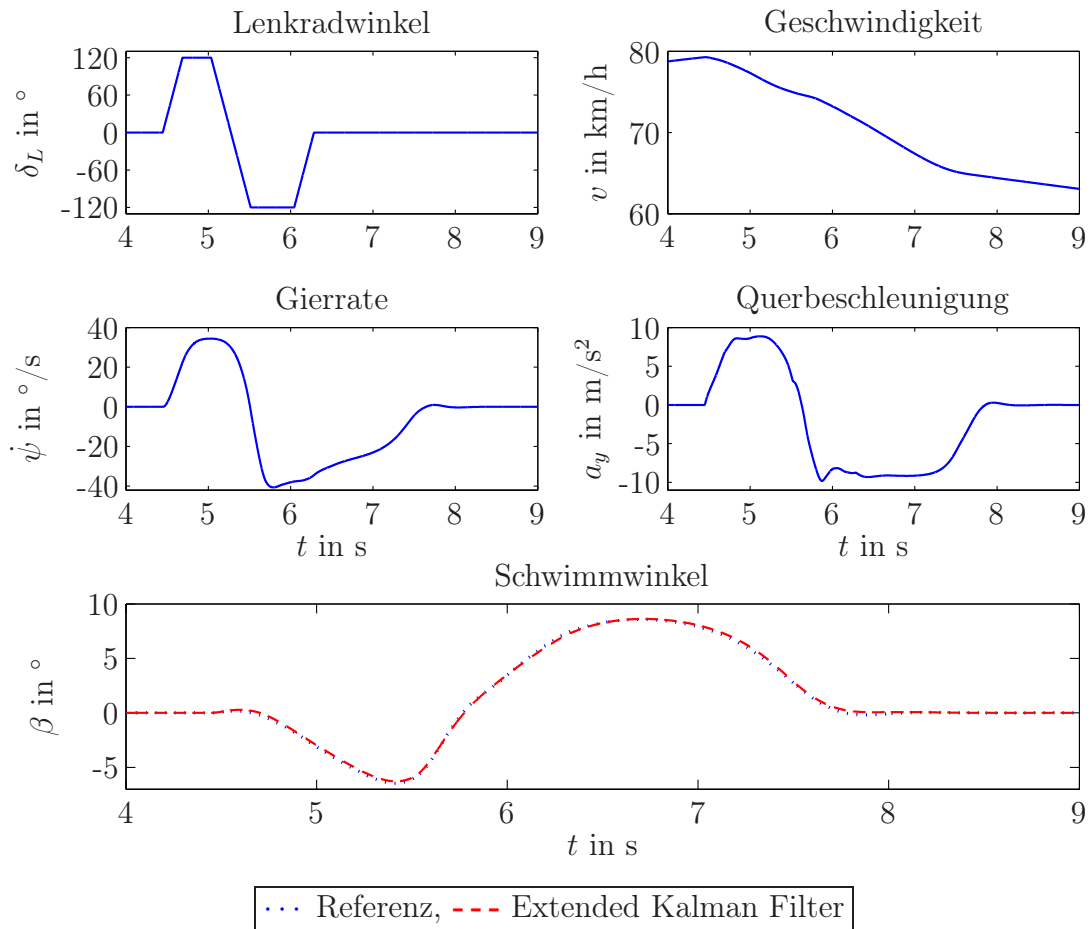 Lenkradwinkel
Geschwindigkeit
120
60
0
-60
-120
δ_L in °
4 5 6 7 8 9
80
70
60
v in km/h
4 5 6 7 8 9
Gierrate
Querbeschleunigung
40
20
0
-20
-40
ψ̇ in °/s
4 5 6 7 8 9
t in s
10
5
0
-5
-10
a_y in m/s²
4 5 6 7 8 9
t in s
Schwimmwinkel
10
5
0
-5
β in °
4 5 6 7 8 9
t in s
Referenz, Extended Kalman Filter